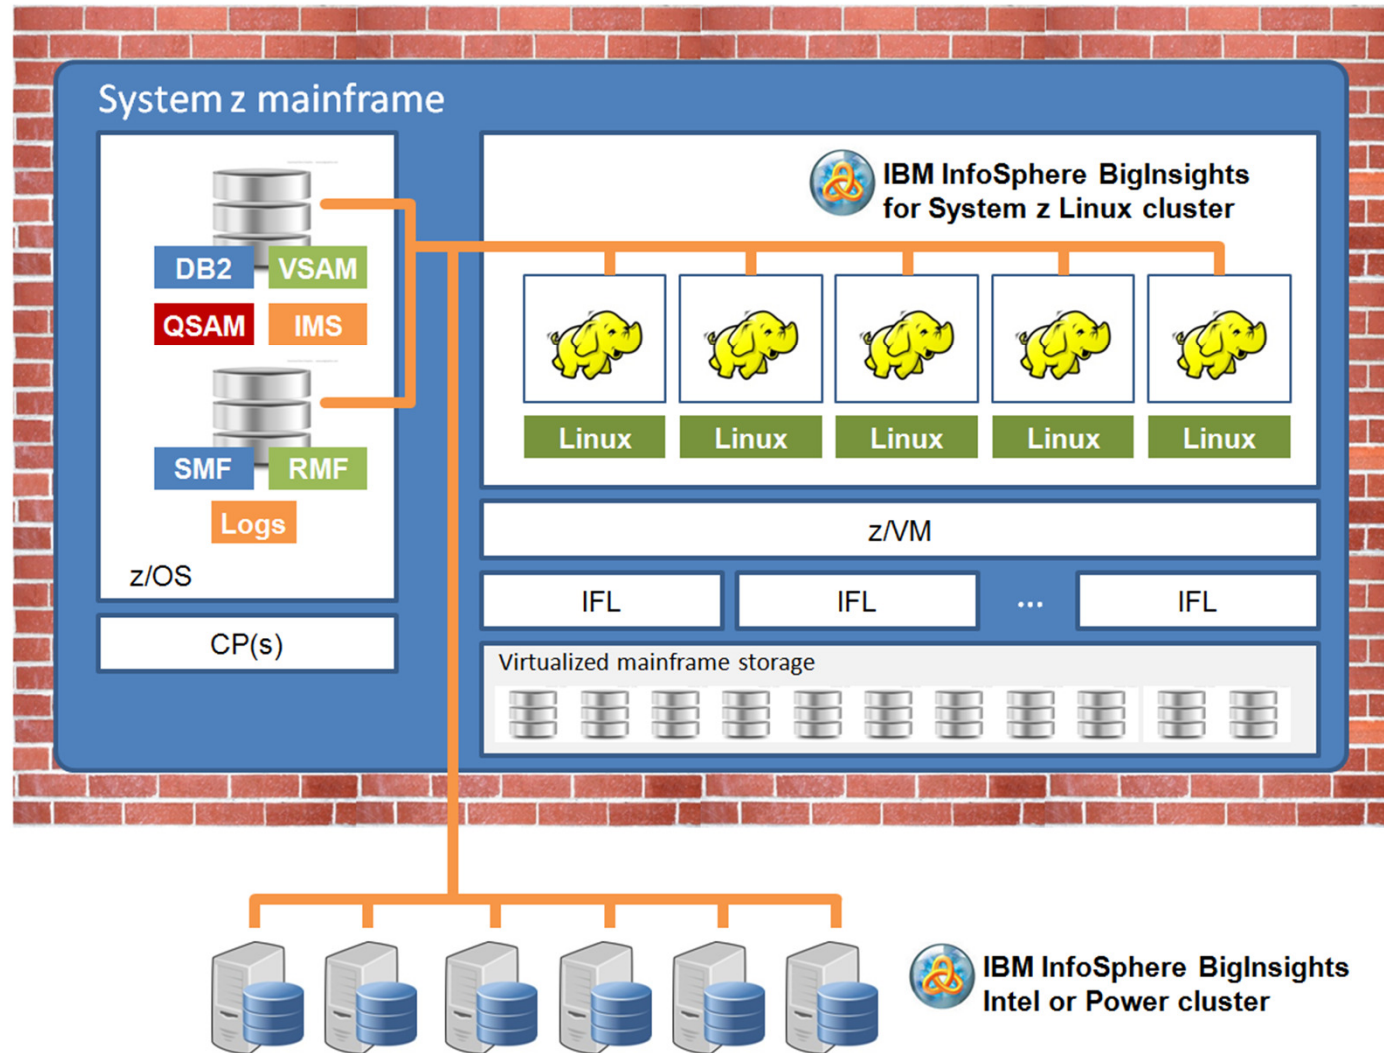 System z mainframe
DB2
VSAM
QSAM
IMS
SMF
RMF
Logs
z/OS
CP(s)
IBM InfoSphere BigInsights
for System z Linux cluster
Linux
Linux
Linux
Linux
Linux
z/VM
IFL
IFL
...
IFL
Virtualized mainframe storage
IBM InfoSphere BigInsights
Intel or Power cluster